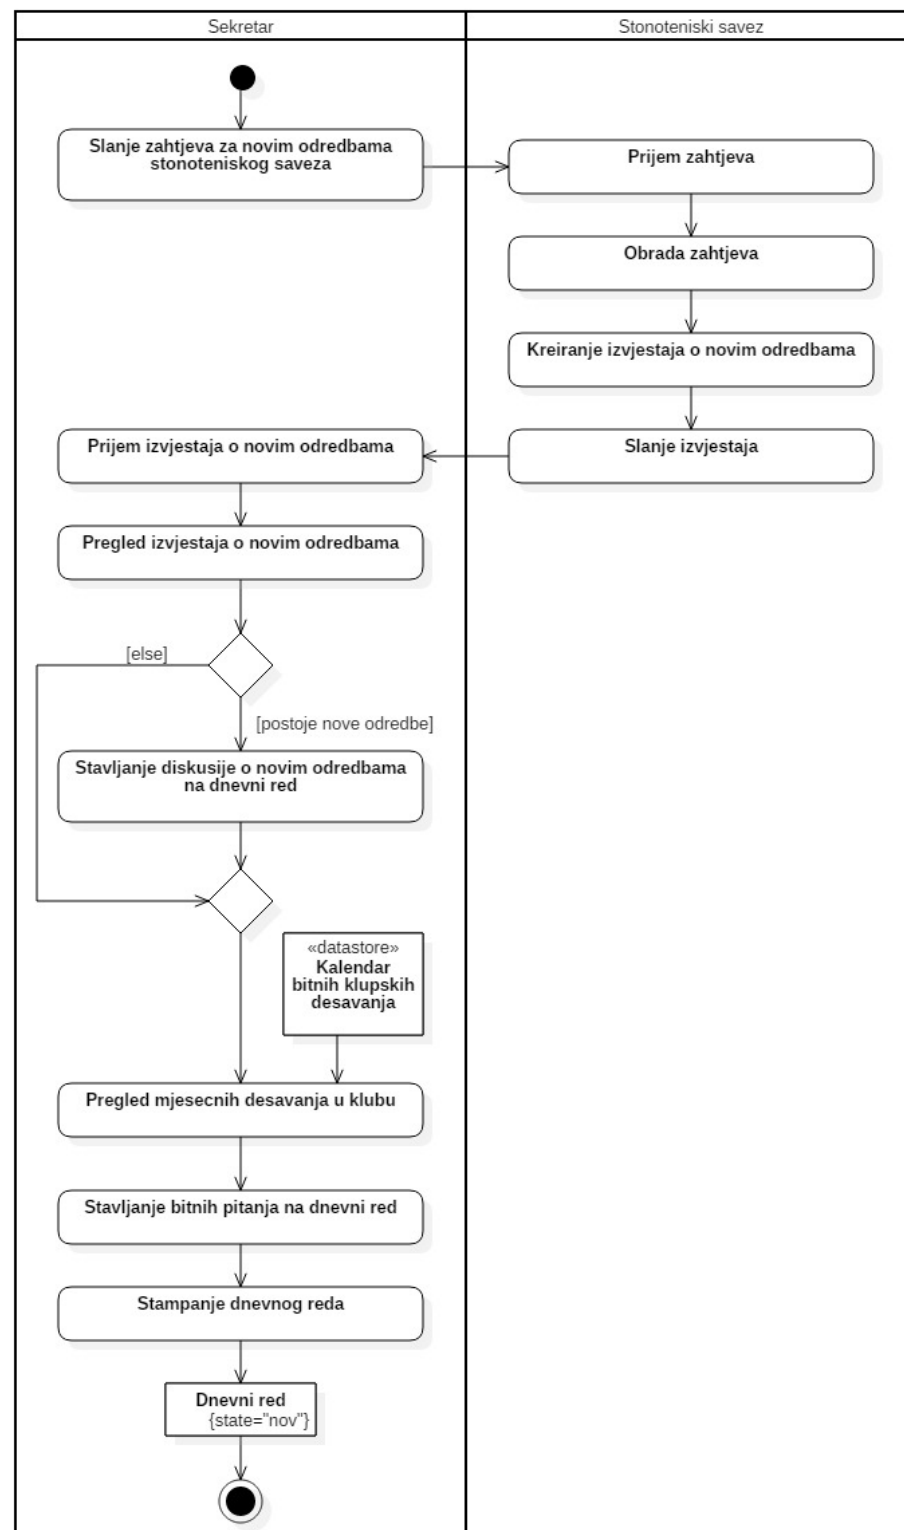 Sekretar
Stonoteniski savez
Slanje zahtjeva za novim odredbama
stonoteniskog saveza
Prijem zahtjeva
Obrada zahtjeva
Kreiranje izvjestaja o novim odredbama
Slanje izvjestaja
Prijem izvjestaja o novim odredbama
Pregled izvjestaja o novim odredbama
[else]
[postoje nove odredbe]
Stavljanje diskusije o novim odredbama
na dnevni red
«datastore»
Kalendar
bitnih klupskih
desavanja
Pregled mjesecnih desavanja u klubu
Stavljanje bitnih pitanja na dnevni red
Stampanje dnevnog reda
Dnevni red
{state="nov"}